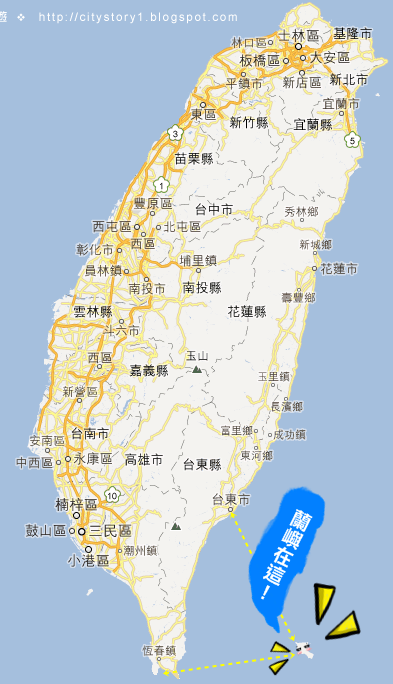 遊 ❖ http://citystory1.blogspot.com
基隆市
士林區
林口區
大安區
板橋區
平鎮市
新店區
新北市
東區
宜蘭市
新竹縣
宜蘭縣
3
5
苗栗縣
1
豐原區
台中市
秀林鄉
西屯區
北屯區
彰化市
西區
新城鄉
員林鎮
埔里鎮
花蓮市
南投市
南投縣
壽豐鄉
雲林縣
花蓮縣
斗六市
西區
玉山
嘉義縣
玉里鎮
新營區
長濱鄉
台南市
富里鄉
成功鎮
安南區
東河鄉
中西區
永康區
高雄市
台東縣
10
台東市
楠梓區
鼓山區
三民區
蘭嶼在這！
小港區
潮州鎮
恆春鎮